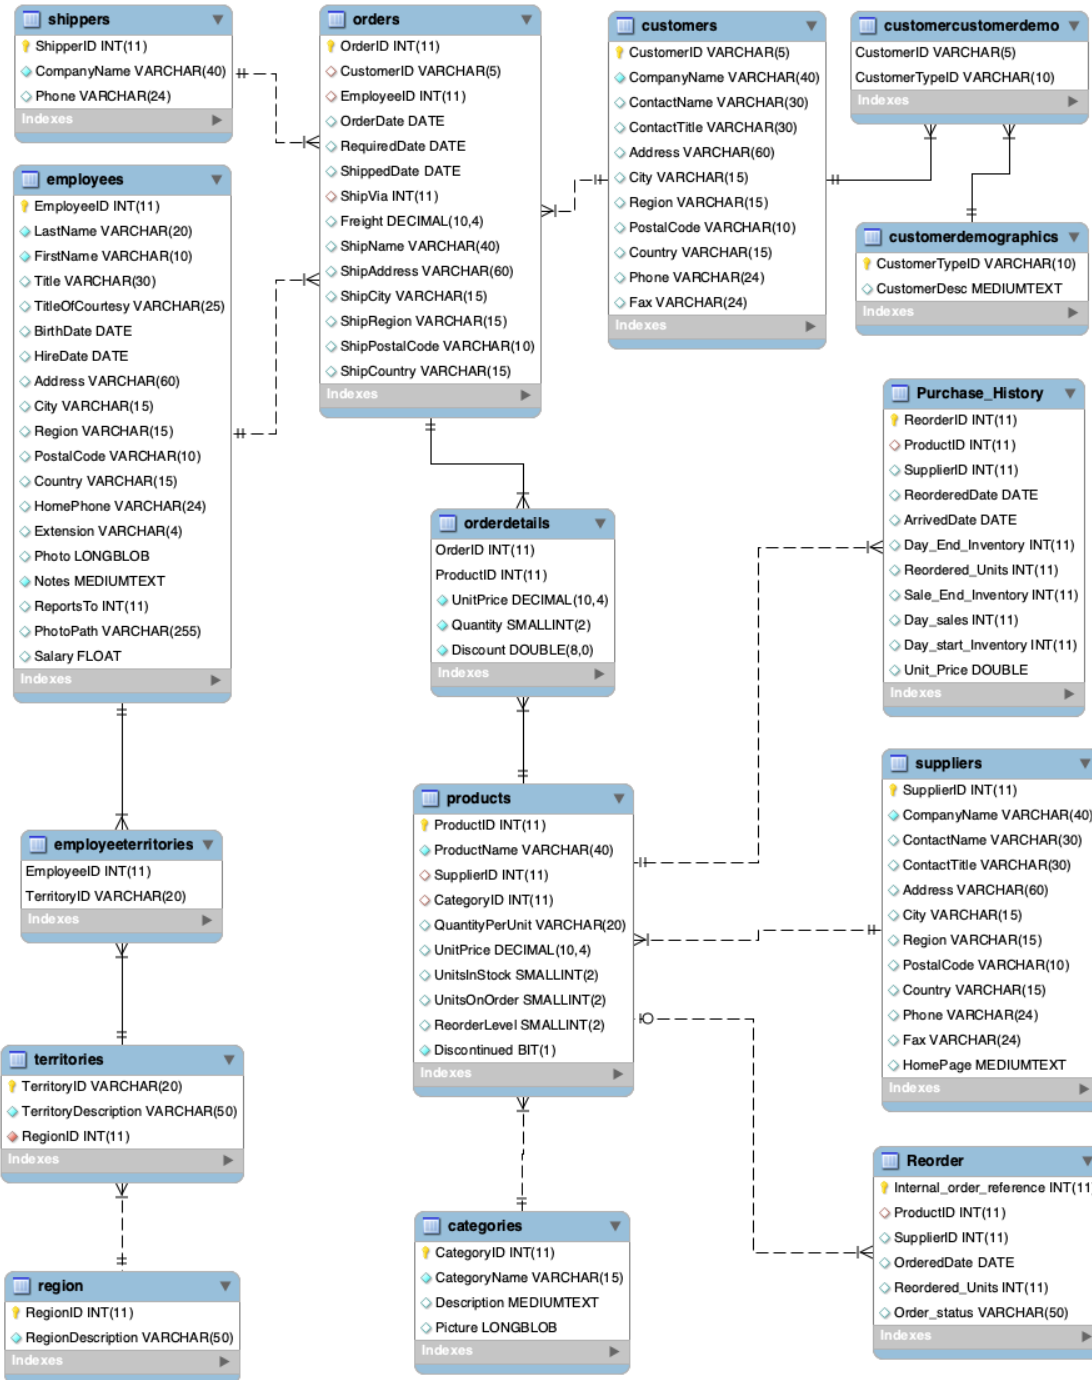 shippers
ShipperID INT(11)
CompanyName VARCHAR(40)
Phone VARCHAR(24)
Indexes
orders
OrderID INT(11)
CustomerID VARCHAR(5)
EmployeeID INT(11)
OrderDate DATE
RequiredDate DATE
ShippedDate DATE
ShipVia INT(11)
Freight DECIMAL(10,4)
ShipName VARCHAR(40)
ShipAddress VARCHAR(60)
ShipCity VARCHAR(15)
ShipRegion VARCHAR(15)
ShipPostalCode VARCHAR(10)
ShipCountry VARCHAR(15)
Indexes
customers
CustomerID VARCHAR(5)
CompanyName VARCHAR(40)
ContactName VARCHAR(30)
ContactTitle VARCHAR(30)
Address VARCHAR(60)
City VARCHAR(15)
Region VARCHAR(15)
PostalCode VARCHAR(10)
Country VARCHAR(15)
Phone VARCHAR(24)
Fax VARCHAR(24)
Indexes
customercustomerdemo
CustomerID VARCHAR(5)
CustomerTypeID VARCHAR(10)
Indexes
customerdemographics
CustomerTypeID VARCHAR(10)
CustomerDesc MEDIUMTEXT
Indexes
employees
EmployeeID INT(11)
LastName VARCHAR(20)
FirstName VARCHAR(10)
Title VARCHAR(30)
TitleOfCourtesy VARCHAR(25)
BirthDate DATE
HireDate DATE
Address VARCHAR(60)
City VARCHAR(15)
Region VARCHAR(15)
PostalCode VARCHAR(10)
Country VARCHAR(15)
HomePhone VARCHAR(24)
Extension VARCHAR(4)
Photo LONGBLOB
Notes MEDIUMTEXT
ReportsTo INT(11)
PhotoPath VARCHAR(255)
Salary FLOAT
Indexes
Purchase_History
ReorderID INT(11)
ProductID INT(11)
SupplierID INT(11)
ReorderedDate DATE
ArrivedDate DATE
Day_End_Inventory INT(11)
Reordered_Units INT(11)
Sale_End_Inventory INT(11)
Day_sales INT(11)
Day_start_Inventory INT(11)
Unit_Price DOUBLE
Indexes
orderdetails
OrderID INT(11)
ProductID INT(11)
UnitPrice DECIMAL(10,4)
Quantity SMALLINT(2)
Discount DOUBLE(8,0)
Indexes
products
ProductID INT(11)
ProductName VARCHAR(40)
SupplierID INT(11)
CategoryID INT(11)
QuantityPerUnit VARCHAR(20)
UnitPrice DECIMAL(10,4)
UnitsInStock SMALLINT(2)
UnitsOnOrder SMALLINT(2)
ReorderLevel SMALLINT(2)
Discontinued BIT(1)
Indexes
suppliers
SupplierID INT(11)
CompanyName VARCHAR(40)
ContactName VARCHAR(30)
ContactTitle VARCHAR(30)
Address VARCHAR(60)
City VARCHAR(15)
Region VARCHAR(15)
PostalCode VARCHAR(10)
Country VARCHAR(15)
Phone VARCHAR(24)
Fax VARCHAR(24)
HomePage MEDIUMTEXT
Indexes
employeeterritories
EmployeeID INT(11)
TerritoryID VARCHAR(20)
Indexes
territories
TerritoryID VARCHAR(20)
TerritoryDescription VARCHAR(50)
RegionID INT(11)
Indexes
region
RegionID INT(11)
RegionDescription VARCHAR(50)
Indexes
categories
CategoryID INT(11)
CategoryName VARCHAR(15)
Description MEDIUMTEXT
Picture LONGBLOB
Indexes
Reorder
Internal_order_reference INT(11
ProductID INT(11)
SupplierID INT(11)
OrderedDate DATE
Reordered_Units INT(11)
Order_status VARCHAR(50)
Indexes